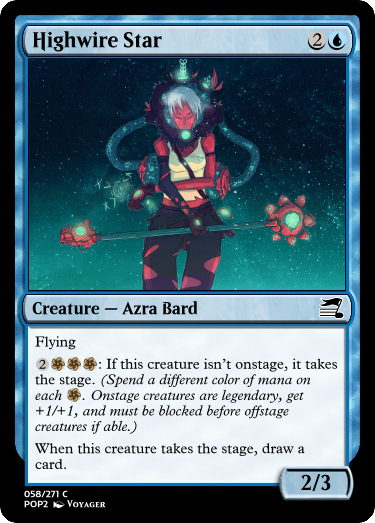 Highwire Star 2
Creature — Azra Bard
Flying
2: If this creature isn't onstage, it takes
the stage. (Spend a different color of mana on
each . Onstage creatures are legendary, get
+1/+1, and must be blocked before offstage
creatures if able.)
When this creature takes the stage, draw a
card.
2/3
058/271 C
POP2 Voyager